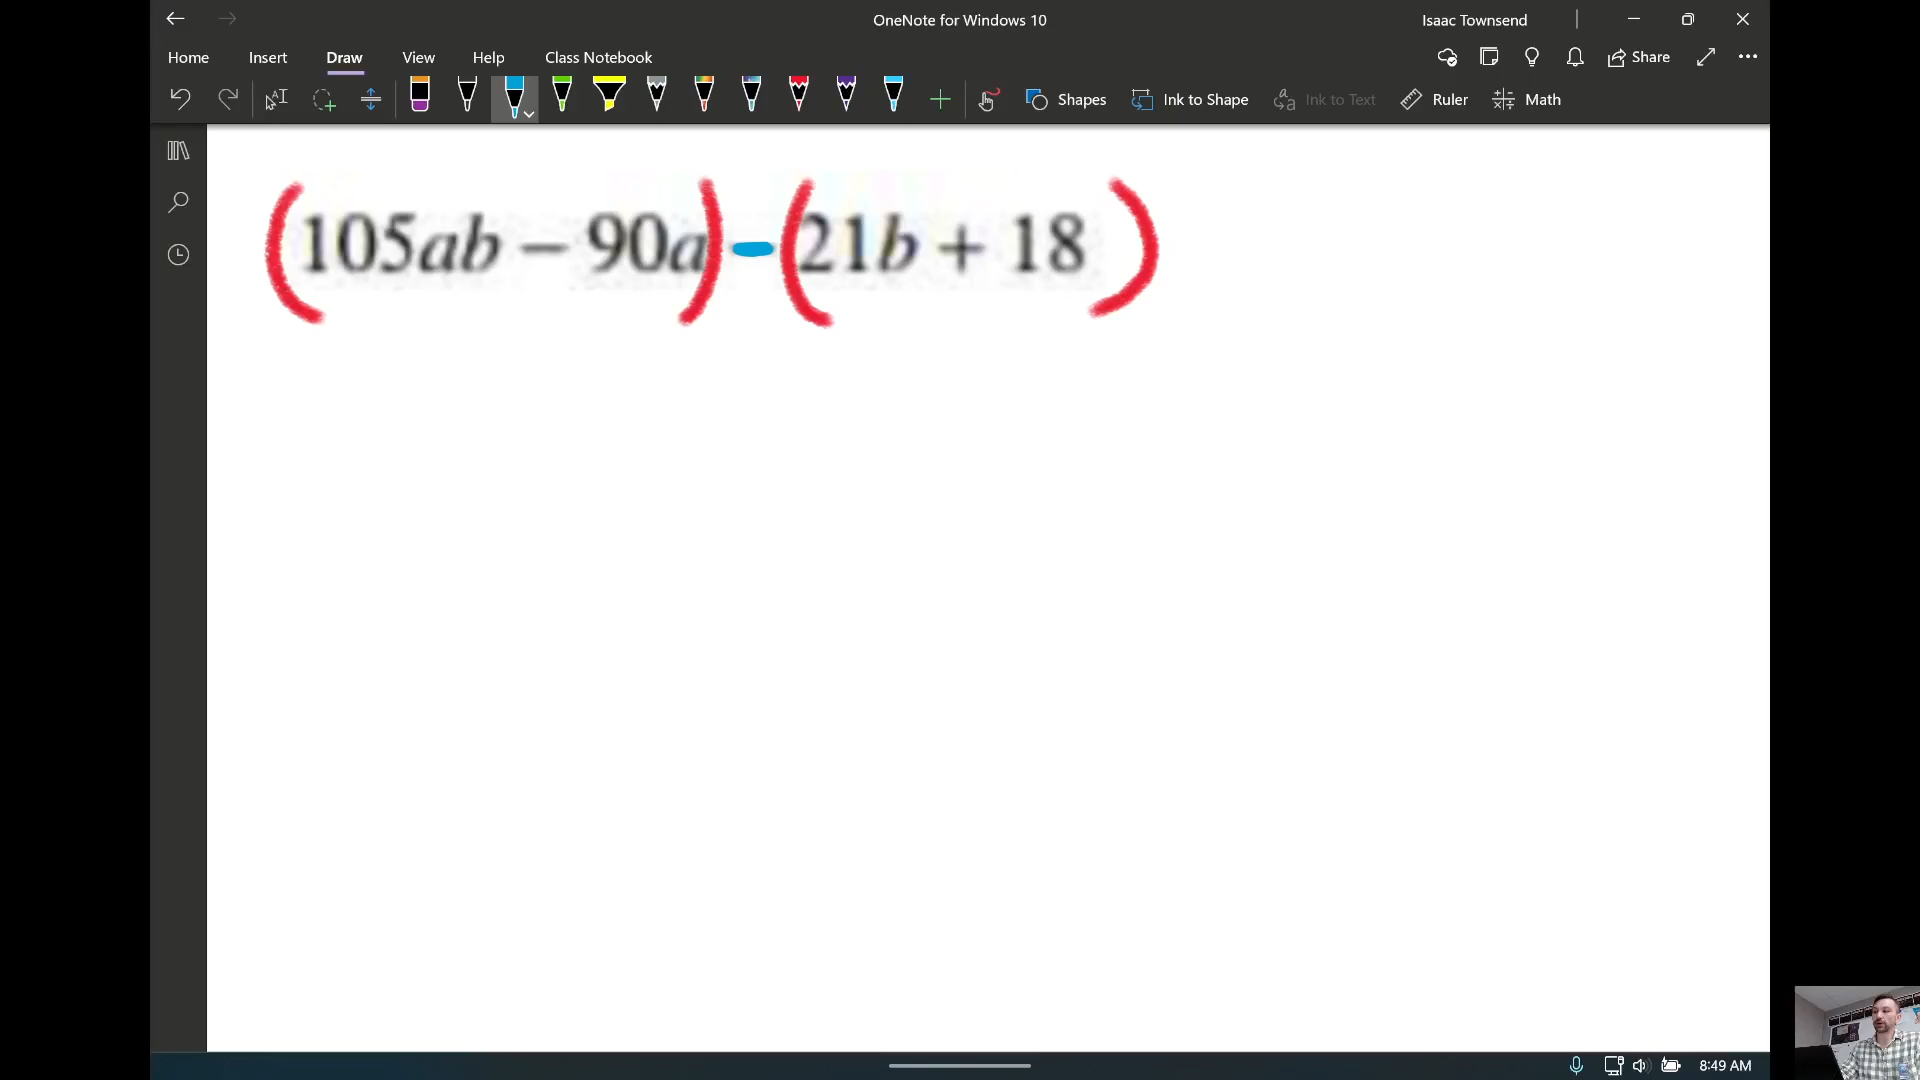 OneNote for Windows 10
Isaac Townsend
Home Insert Draw View Help Class Notebook
Share
Shapes Ink to Shape Ink to Text Ruler Math
(105ab − 90a) − (21b + 18)
8:49 AM